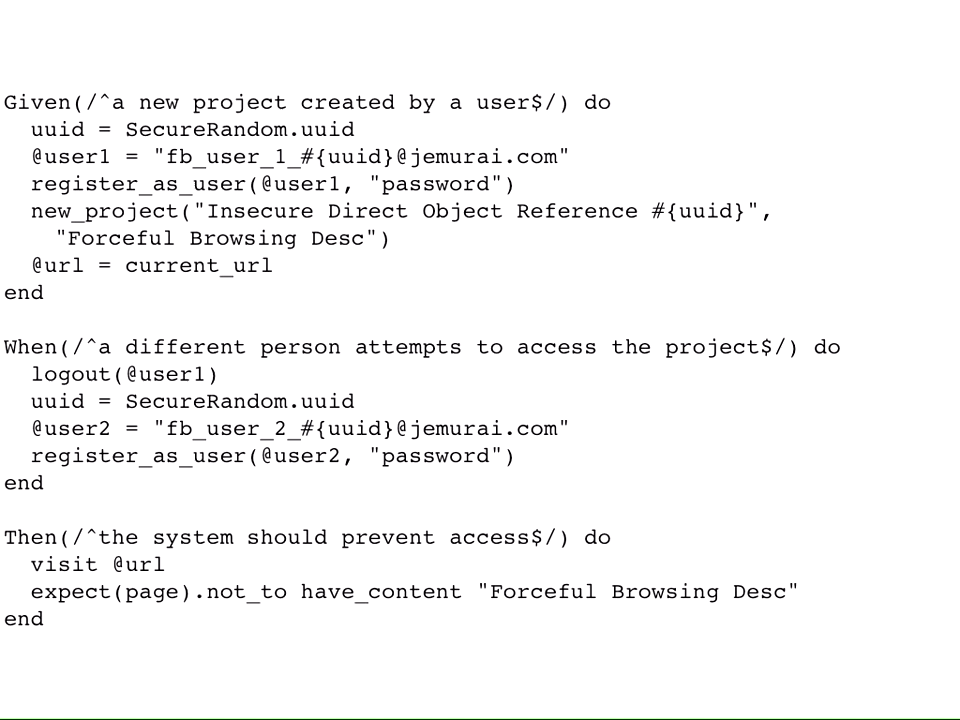 Given(/^a new project created by a user$/) do
  uuid = SecureRandom.uuid
  @user1 = "fb_user_1_#{uuid}@jemurai.com"
  register_as_user(@user1, "password")
  new_project("Insecure Direct Object Reference #{uuid}",
    "Forceful Browsing Desc")
  @url = current_url
end

When(/^a different person attempts to access the project$/) do
  logout(@user1)
  uuid = SecureRandom.uuid
  @user2 = "fb_user_2_#{uuid}@jemurai.com"
  register_as_user(@user2, "password")
end

Then(/^the system should prevent access$/) do
  visit @url
  expect(page).not_to have_content "Forceful Browsing Desc"
end